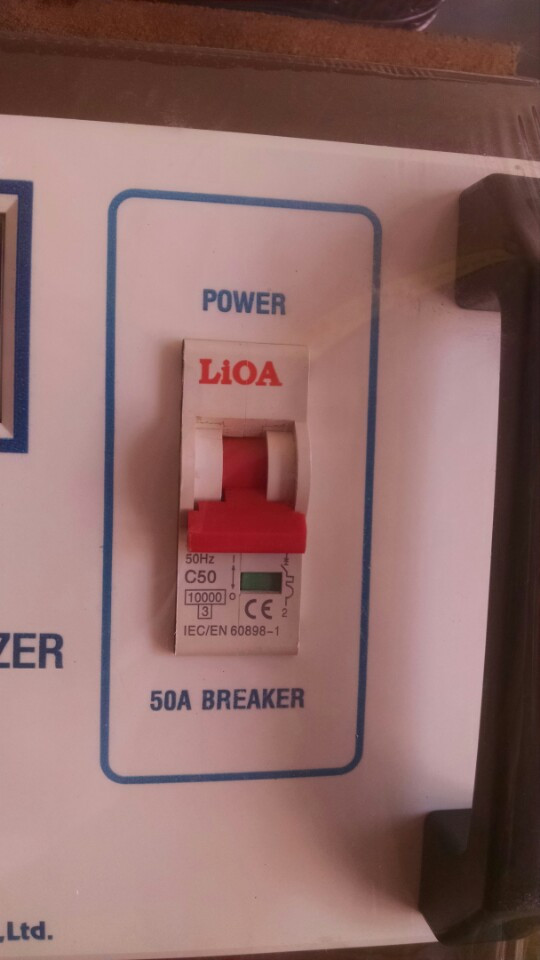 POWER
LiOA
50Hz
C50
10000
3
CE
2
IEC/EN 60898-1
ZER
50A BREAKER
,Ltd.